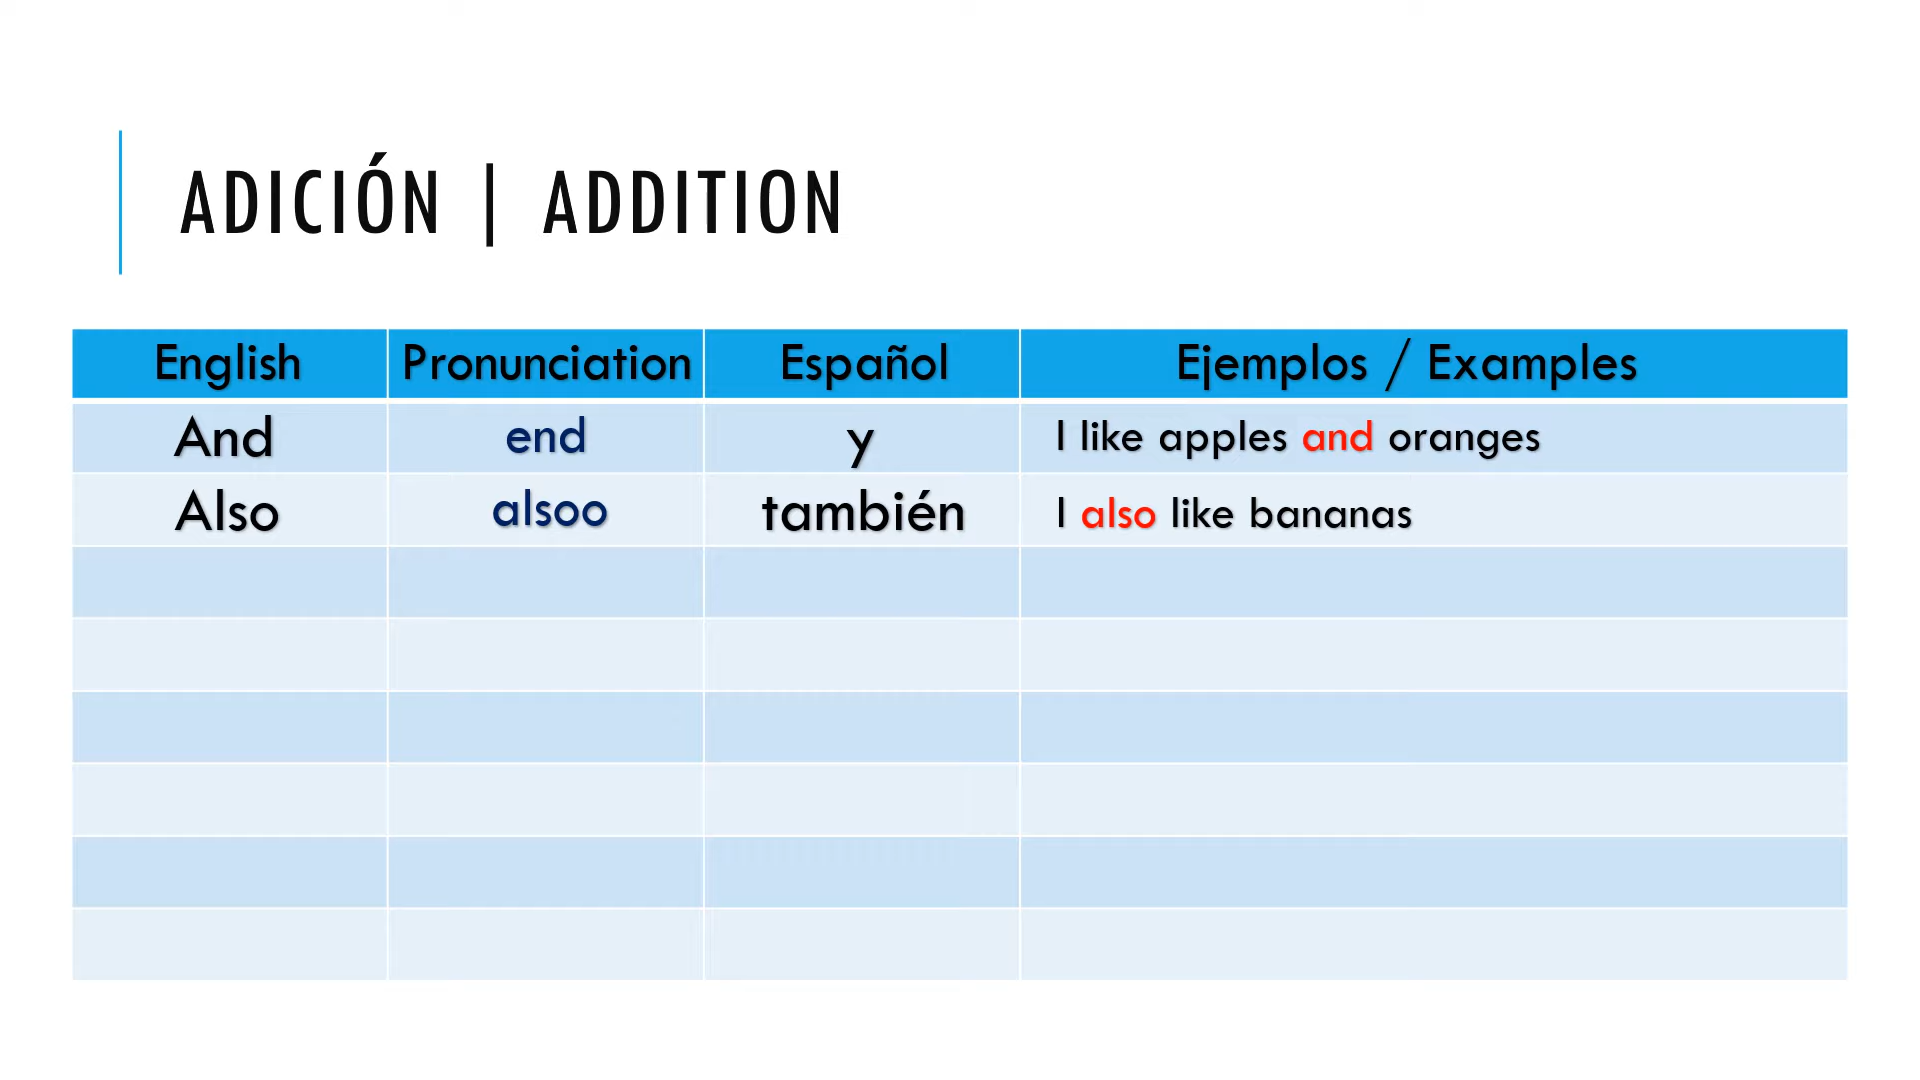 ADICIÓN | ADDITION
English Pronunciation Español Ejemplos / Examples
And end y I like apples and oranges
Also alsoo también I also like bananas